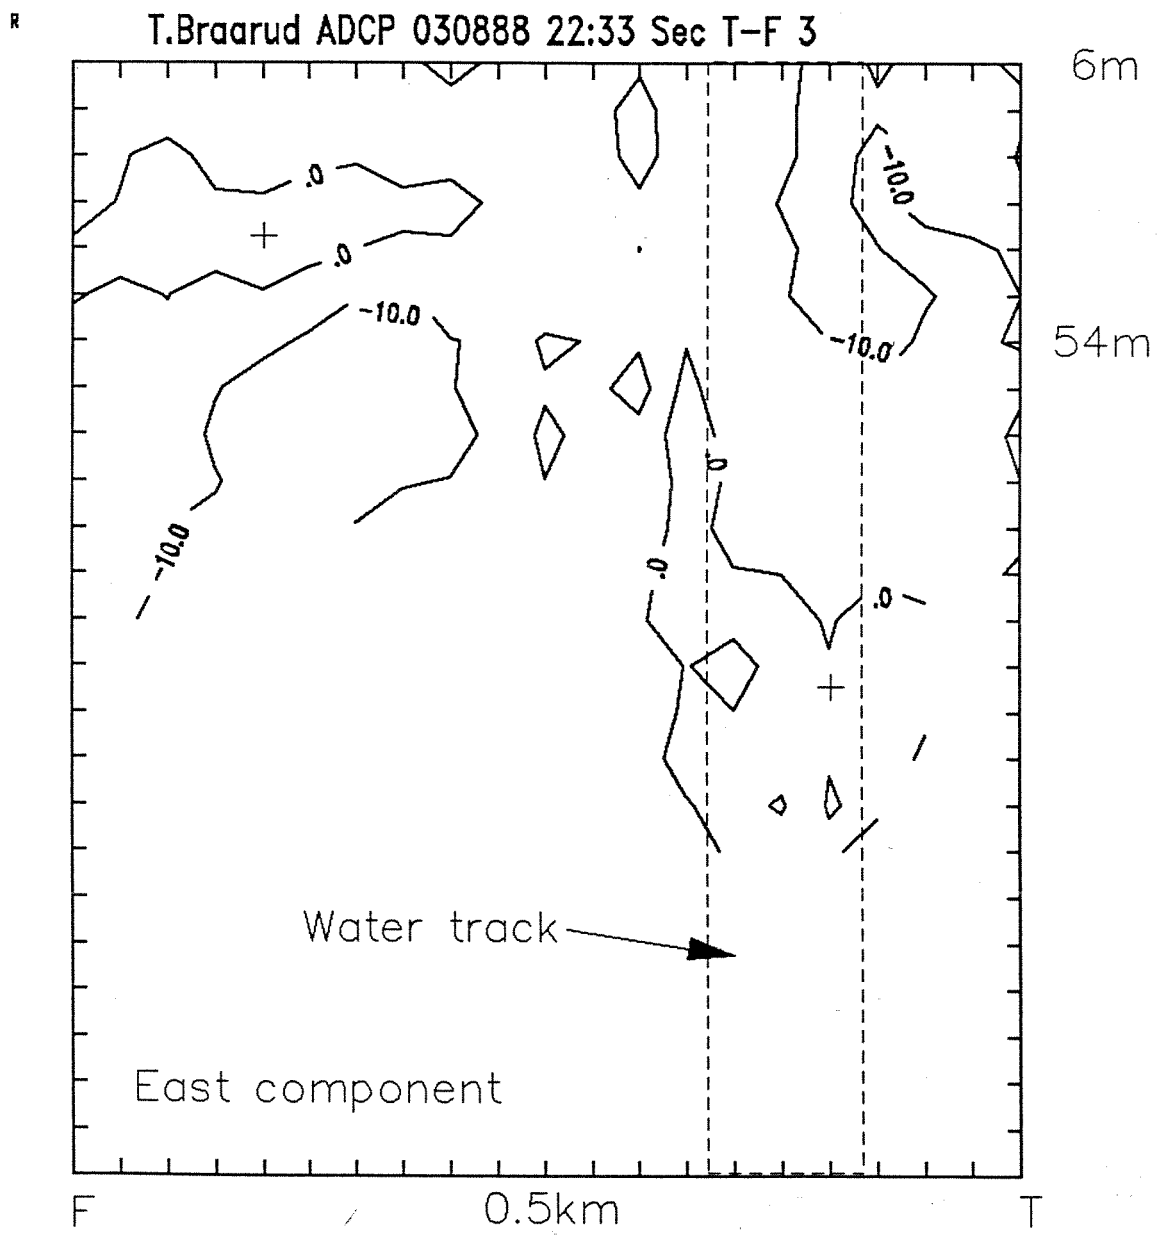 R
T.Braarud ADCP 030888 22:33 Sec T-F 3
6m
-10.0
.0
.0
-10.0
-10.0
54m
.0
-10.0
.0
.0
Water track
East component
F
0.5km
T